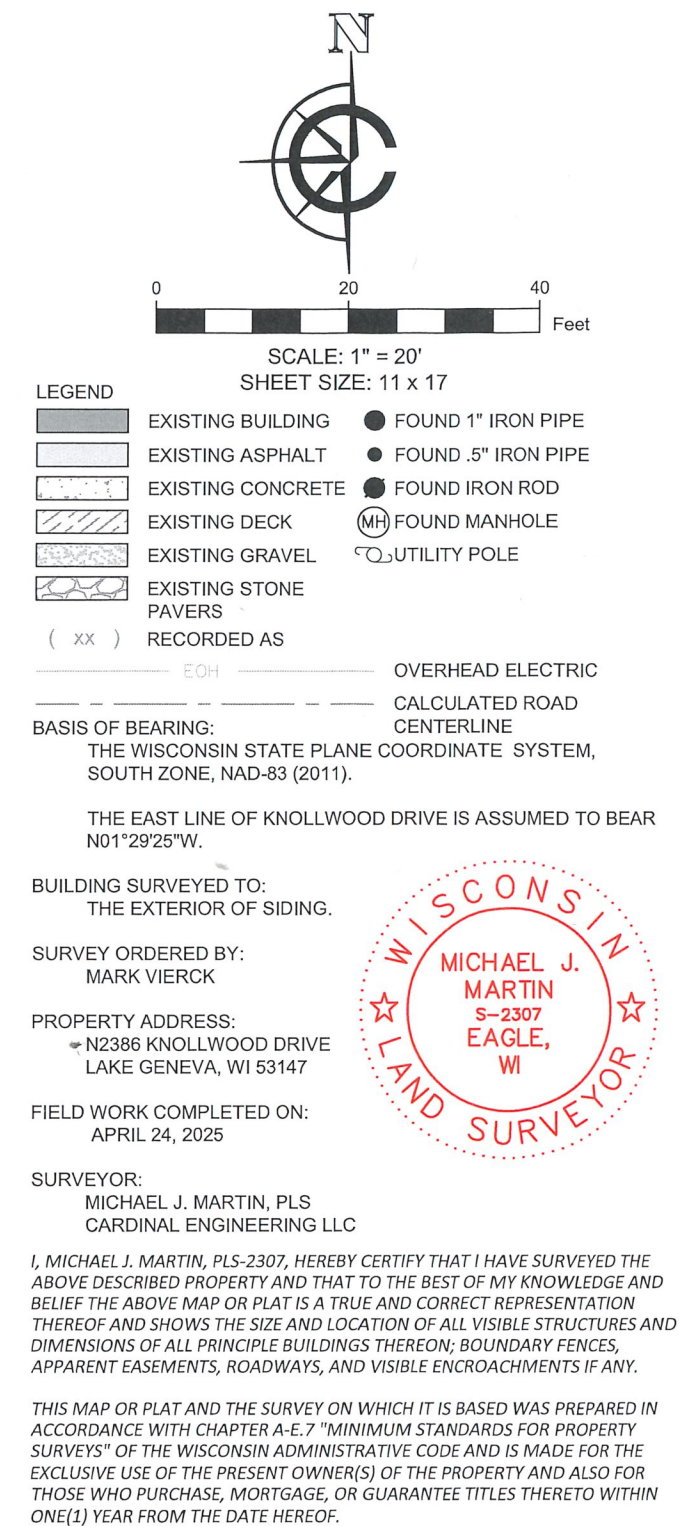 N
0 20 40
Feet
SCALE: 1" = 20'
SHEET SIZE: 11 x 17
LEGEND
EXISTING BUILDING
EXISTING ASPHALT
EXISTING CONCRETE
EXISTING DECK
EXISTING GRAVEL
EXISTING STONE
PAVERS
( xx ) RECORDED AS
FOUND 1" IRON PIPE
FOUND .5" IRON PIPE
FOUND IRON ROD
MH FOUND MANHOLE
UTILITY POLE
EOH OVERHEAD ELECTRIC
CALCULATED ROAD
CENTERLINE
BASIS OF BEARING:
THE WISCONSIN STATE PLANE COORDINATE SYSTEM,
SOUTH ZONE, NAD-83 (2011).
THE EAST LINE OF KNOLLWOOD DRIVE IS ASSUMED TO BEAR
N01°29'25"W.
BUILDING SURVEYED TO:
THE EXTERIOR OF SIDING.
SURVEY ORDERED BY:
MARK VIERCK
PROPERTY ADDRESS:
N2386 KNOLLWOOD DRIVE
LAKE GENEVA, WI 53147
FIELD WORK COMPLETED ON:
APRIL 24, 2025
SURVEYOR:
MICHAEL J. MARTIN, PLS
CARDINAL ENGINEERING LLC
WISCONSIN
MICHAEL J.
MARTIN
S-2307
EAGLE,
WI
LAND SURVEYOR
I, MICHAEL J. MARTIN, PLS-2307, HEREBY CERTIFY THAT I HAVE SURVEYED THE
ABOVE DESCRIBED PROPERTY AND THAT TO THE BEST OF MY KNOWLEDGE AND
BELIEF THE ABOVE MAP OR PLAT IS A TRUE AND CORRECT REPRESENTATION
THEREOF AND SHOWS THE SIZE AND LOCATION OF ALL VISIBLE STRUCTURES AND
DIMENSIONS OF ALL PRINCIPLE BUILDINGS THEREON; BOUNDARY FENCES,
APPARENT EASEMENTS, ROADWAYS, AND VISIBLE ENCROACHMENTS IF ANY.
THIS MAP OR PLAT AND THE SURVEY ON WHICH IT IS BASED WAS PREPARED IN
ACCORDANCE WITH CHAPTER A-E.7 "MINIMUM STANDARDS FOR PROPERTY
SURVEYS" OF THE WISCONSIN ADMINISTRATIVE CODE AND IS MADE FOR THE
EXCLUSIVE USE OF THE PRESENT OWNER(S) OF THE PROPERTY AND ALSO FOR
THOSE WHO PURCHASE, MORTGAGE, OR GUARANTEE TITLES THERETO WITHIN
ONE(1) YEAR FROM THE DATE HEREOF.